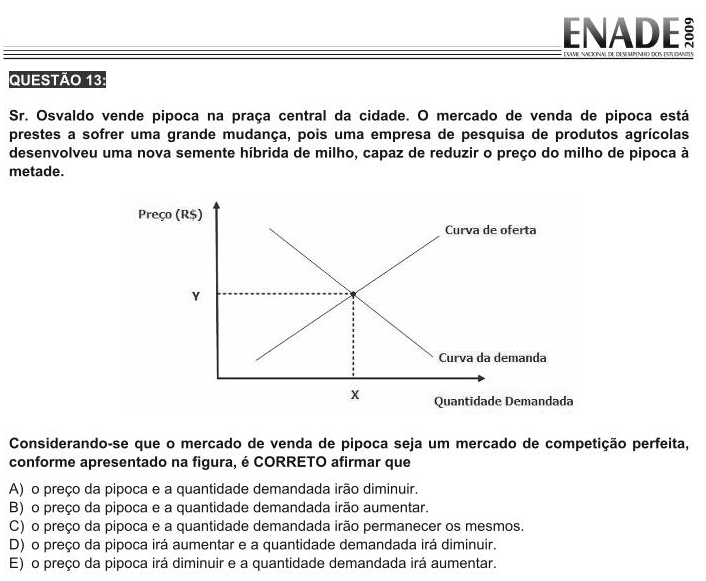 ENADE 2009
EXAME NACIONAL DE DESEMPENHO DOS ESTUDANTES
QUESTÃO 13:
Sr. Osvaldo vende pipoca na praça central da cidade. O mercado de venda de pipoca está
prestes a sofrer uma grande mudança, pois uma empresa de pesquisa de produtos agrícolas
desenvolveu uma nova semente híbrida de milho, capaz de reduzir o preço do milho de pipoca à
metade.
Preço (R$)
Curva de oferta
Y
Curva da demanda
X
Quantidade Demandada
Considerando-se que o mercado de venda de pipoca seja um mercado de competição perfeita,
conforme apresentado na figura, é CORRETO afirmar que
A) o preço da pipoca e a quantidade demandada irão diminuir.
B) o preço da pipoca e a quantidade demandada irão aumentar.
C) o preço da pipoca e a quantidade demandada irão permanecer os mesmos.
D) o preço da pipoca irá aumentar e a quantidade demandada irá diminuir.
E) o preço da pipoca irá diminuir e a quantidade demandada irá aumentar.